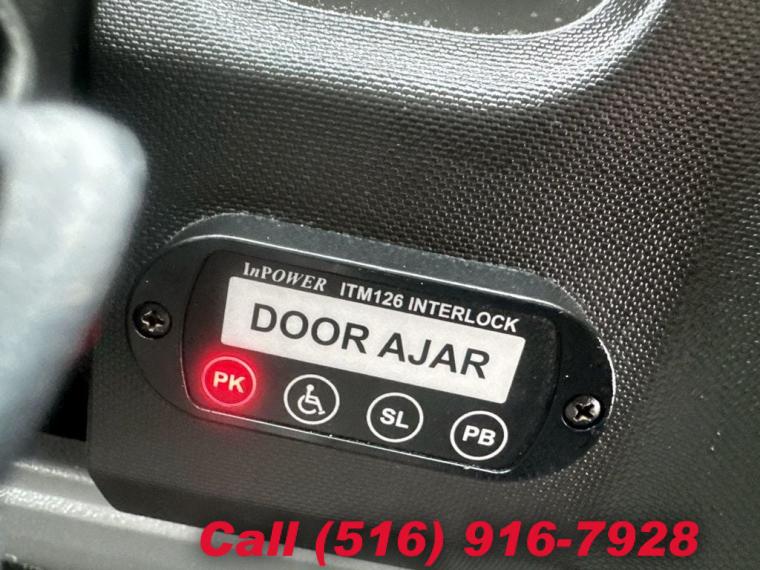 InPOWER ITM126 INTERLOCK
DOOR AJAR
PK SL PB
Call (516) 916-7928